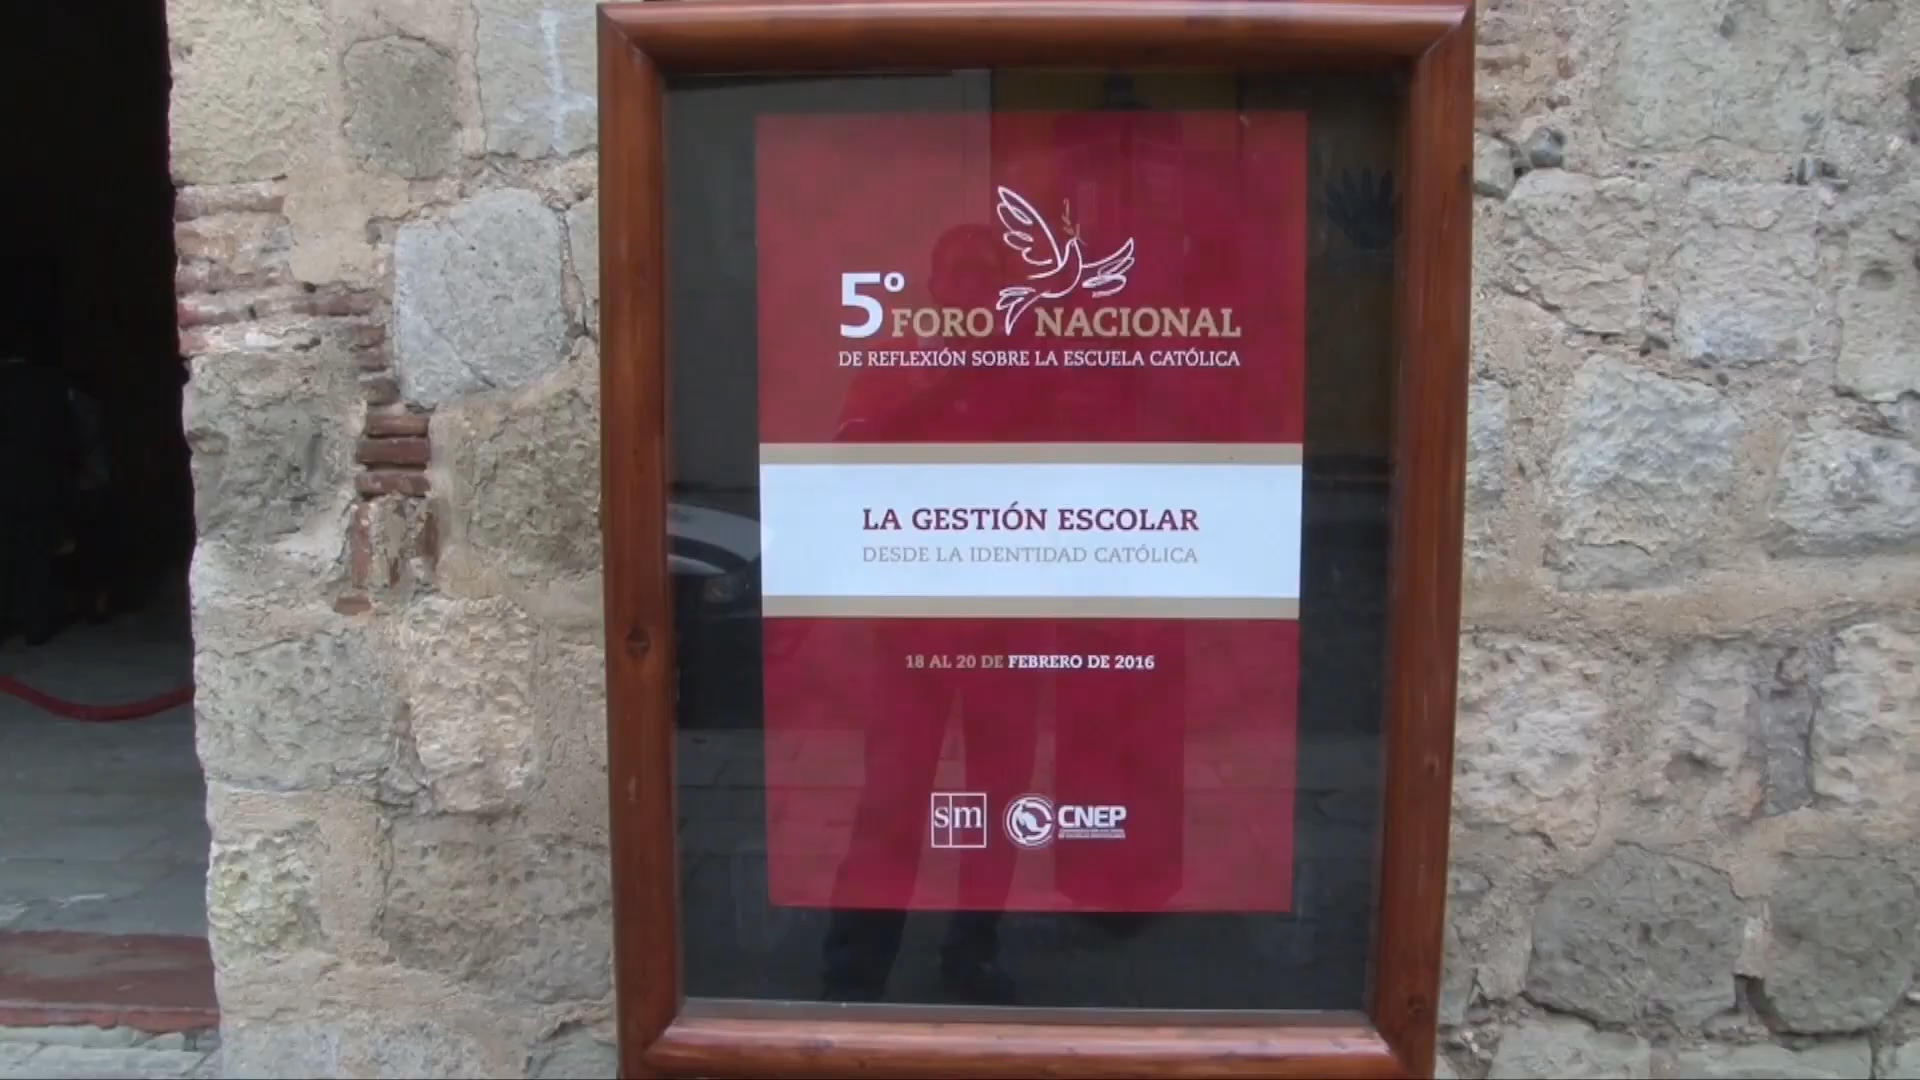 5º FORO NACIONAL
DE REFLEXIÓN SOBRE LA ESCUELA CATÓLICA
LA GESTIÓN ESCOLAR
DESDE LA IDENTIDAD CATÓLICA
18 AL 20 DE FEBRERO DE 2016
sm
CNEP